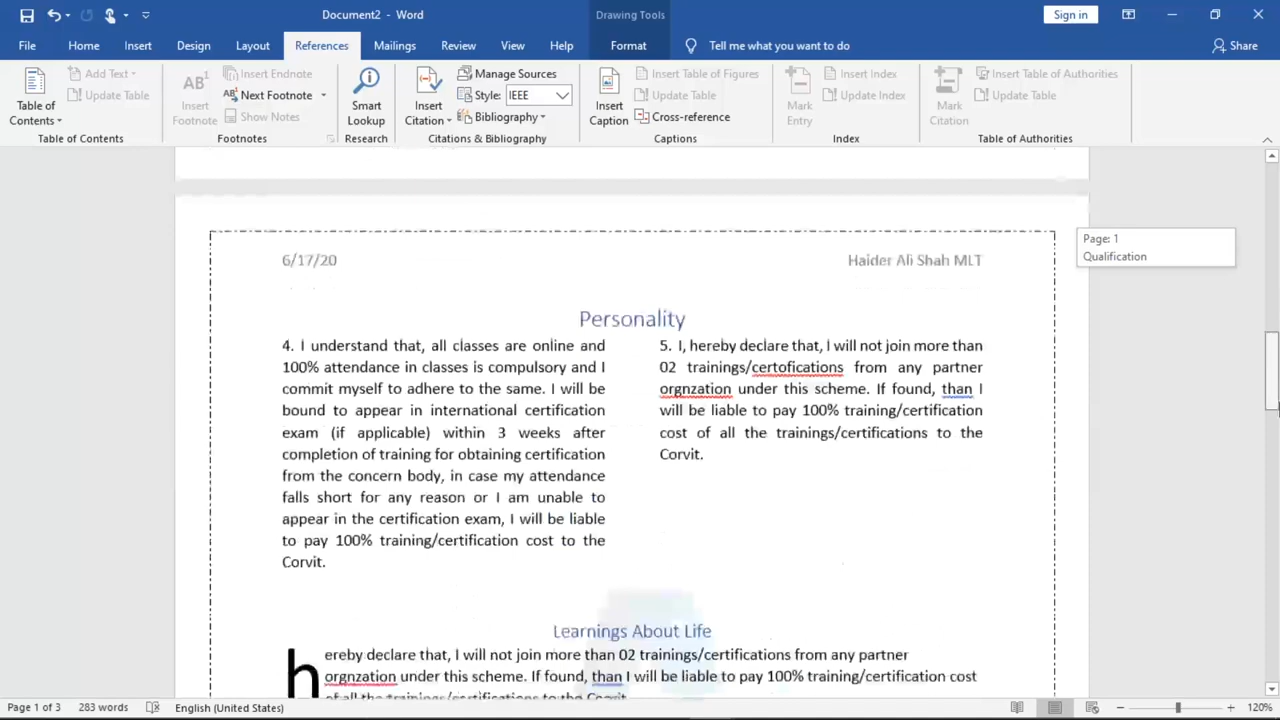 Document2 - Word
Drawing Tools
Sign in
File Home Insert Design Layout References Mailings Review View Help Format Tell me what you want to do Share
Table of Contents
Add Text
Update Table
Table of Contents
AB1 Insert Footnote
Insert Endnote
AB1 Next Footnote
Show Notes
Footnotes
Smart Lookup
Research
Insert Citation
Manage Sources
Style: IEEE
Bibliography
Citations & Bibliography
Insert Caption
Insert Table of Figures
Update Table
Cross-reference
Captions
Mark Entry
Insert Index
Update Index
Index
Mark Citation
Insert Table of Authorities
Update Table
Table of Authorities
Page: 1
Qualification
6/17/20
Haider Ali Shah MLT
Personality
4. I understand that, all classes are online and
100% attendance in classes is compulsory and I
commit myself to adhere to the same. I will be
bound to appear in international certification
exam (if applicable) within 3 weeks after
completion of training for obtaining certification
from the concern body, in case my attendance
falls short for any reason or I am unable to
appear in the certification exam, I will be liable
to pay 100% training/certification cost to the
Corvit.
5. I, hereby declare that, I will not join more than
02 trainings/certofications from any partner
orgnzation under this scheme. If found, than I
will be liable to pay 100% training/certification
cost of all the trainings/certifications to the
Corvit.
Learnings About Life
hereby declare that, I will not join more than 02 trainings/certifications from any partner
orgnzation under this scheme. If found, than I will be liable to pay 100% training/certification cost
of all the trainings/certifications to the Corvit
Page 1 of 3 283 words English (United States) 120%